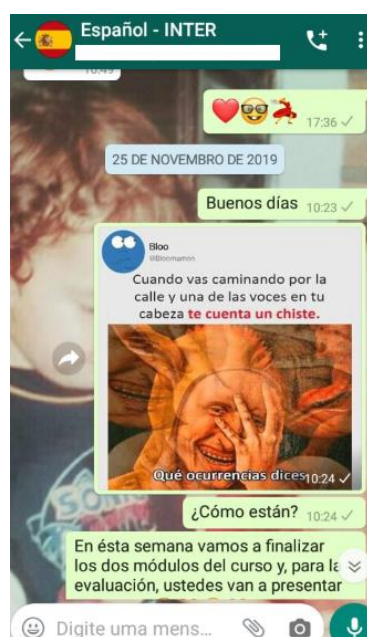 Español - INTER
10:49
17:36
25 DE NOVEMBRO DE 2019
Buenos días 10:23
Bloo
@Bloomamon
Cuando vas caminando por la
calle y una de las voces en tu
cabeza te cuenta un chiste.
Qué ocurrencias dices 10:24
¿Cómo están? 10:24
En ésta semana vamos a finalizar
los dos módulos del curso y, para la
evaluación, ustedes van a presentar
Digite uma mens...